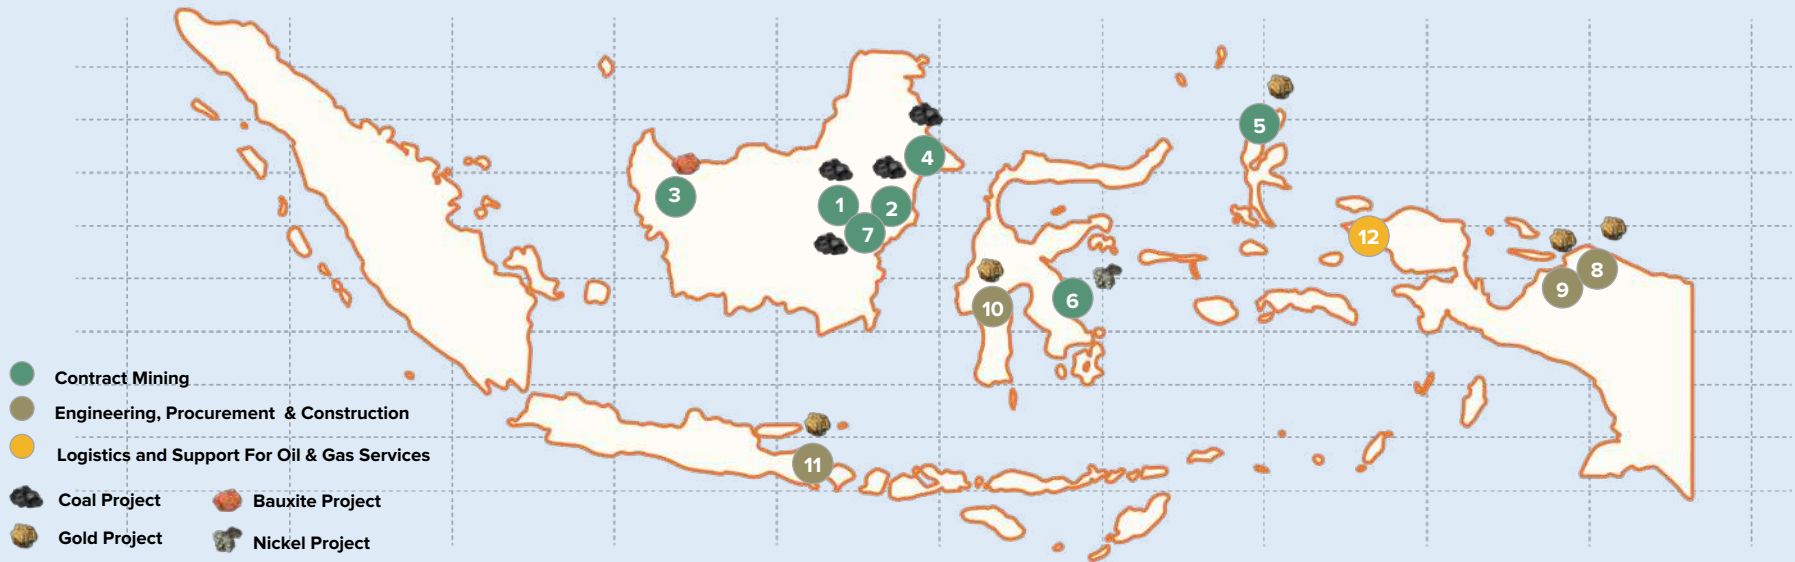 5
4
3
1
2
7
12
8
9
10
6
11
Contract Mining
Engineering, Procurement & Construction
Logistics and Support For Oil & Gas Services
Coal Project
Bauxite Project
Gold Project
Nickel Project